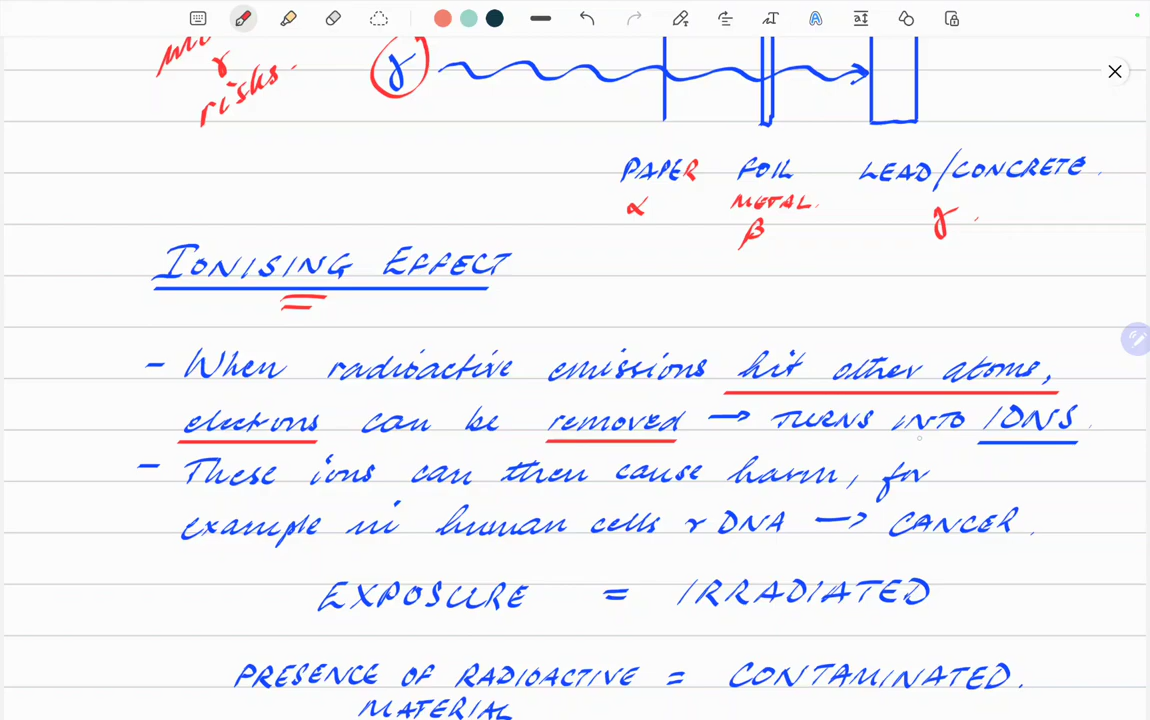 γ
risks.
γ
PAPER FOIL LEAD/CONCRETE.
α METAL. γ
β
IONISING EFFECT
- When radioactive emissions hit other atoms,
electrons can be removed → TURNS INTO IONS.
- These ions can then cause harm, for
example in human cells γ DNA → CANCER.
EXPOSURE = IRRADIATED
PRESENCE OF RADIOACTIVE = CONTAMINATED.
MATERIAL